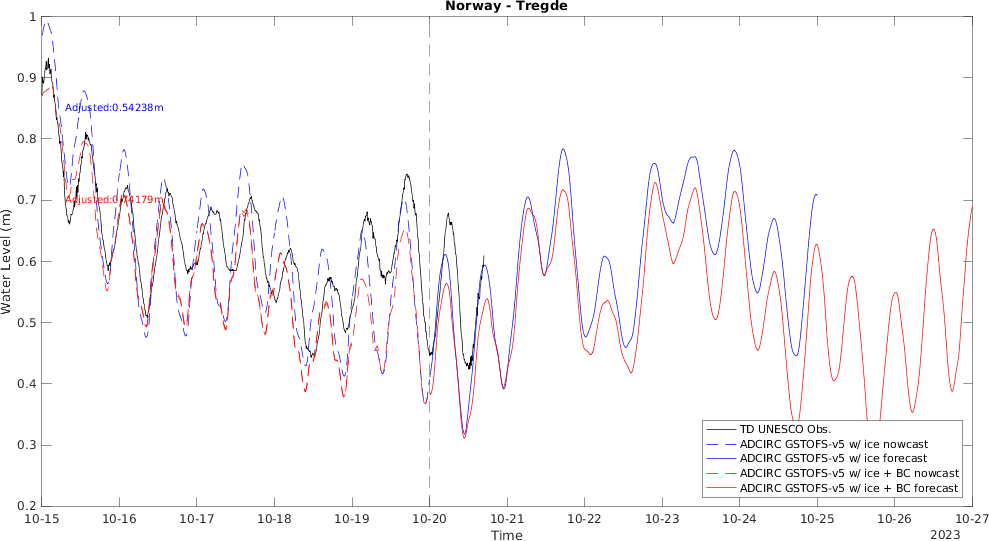 Norway - Tregde
1
0.9
0.8
0.7
0.6
0.5
0.4
0.3
0.2
Water Level (m)
Adjusted:0.54238m
Adjusted:0.74179m
TD UNESCO Obs.
ADCIRC GSTOFS-v5 w/ ice nowcast
ADCIRC GSTOFS-v5 w/ ice forecast
ADCIRC GSTOFS-v5 w/ ice + BC nowcast
ADCIRC GSTOFS-v5 w/ ice + BC forecast
10-15 10-16 10-17 10-18 10-19 10-20 10-21 10-22 10-23 10-24 10-25 10-26 10-27
Time
2023